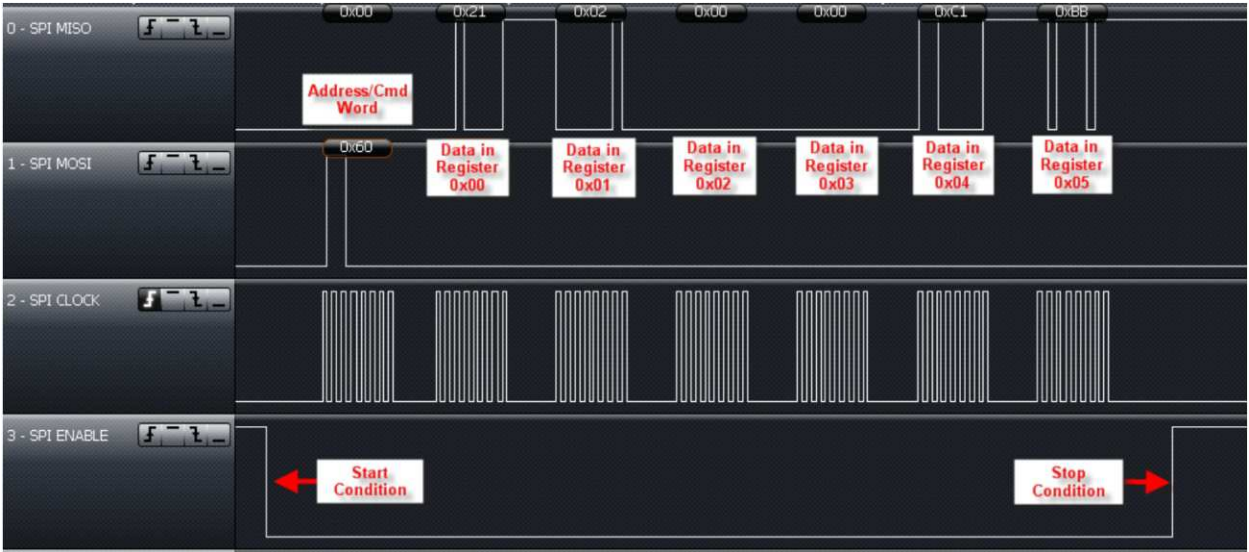 0x00 0x21 0x02 0x00 0x00 0xC1 0xBB
0 - SPI MISO
Address/Cmd
Word
0x60
1 - SPI MOSI
Data in
Register
0x00
Data in
Register
0x01
Data in
Register
0x02
Data in
Register
0x03
Data in
Register
0x04
Data in
Register
0x05
2 - SPI CLOCK
3 - SPI ENABLE
Start
Condition
Stop
Condition